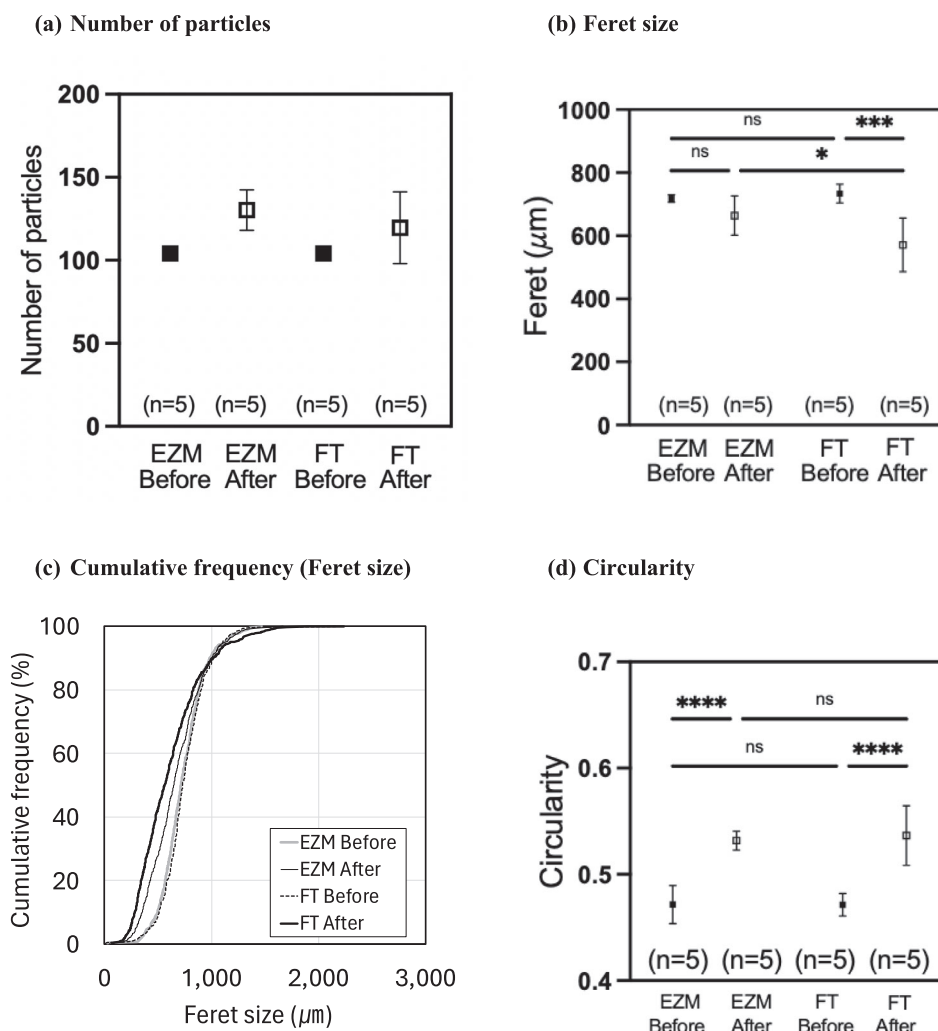 (a) Number of particles
200
150
100
50
0
Number of particles
(n=5) (n=5) (n=5) (n=5)
EZM EZM FT FT
Before After Before After
(b) Feret size
1000
800
600
400
200
0
Feret (μm)
ns ***
ns *
(n=5) (n=5) (n=5) (n=5)
EZM EZM FT FT
Before After Before After
(c) Cumulative frequency (Feret size)
100
80
60
40
20
0
Cumulative frequency (%)
EZM Before
EZM After
FT Before
FT After
0 1,000 2,000 3,000
Feret size (μm)
(d) Circularity
0.7
0.6
0.5
0.4
Circularity
**** ns
ns ****
(n=5) (n=5) (n=5) (n=5)
EZM EZM FT FT
Before After Before After